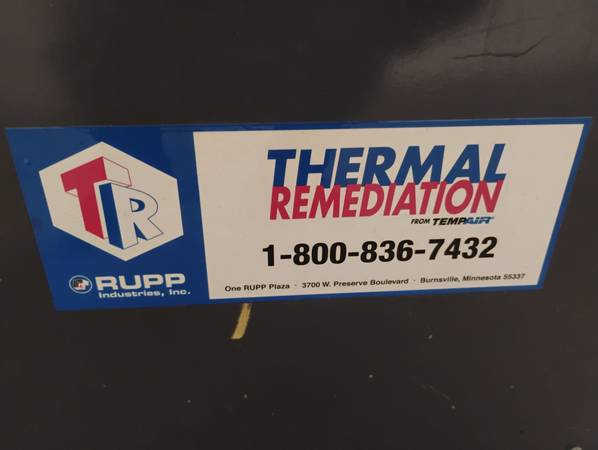 TR
RUPP
Industries, Inc.
THERMAL
REMEDIATION
FROM TEMPAIR®
1-800-836-7432
One RUPP Plaza · 3700 W. Preserve Boulevard · Burnsville, Minnesota 55337